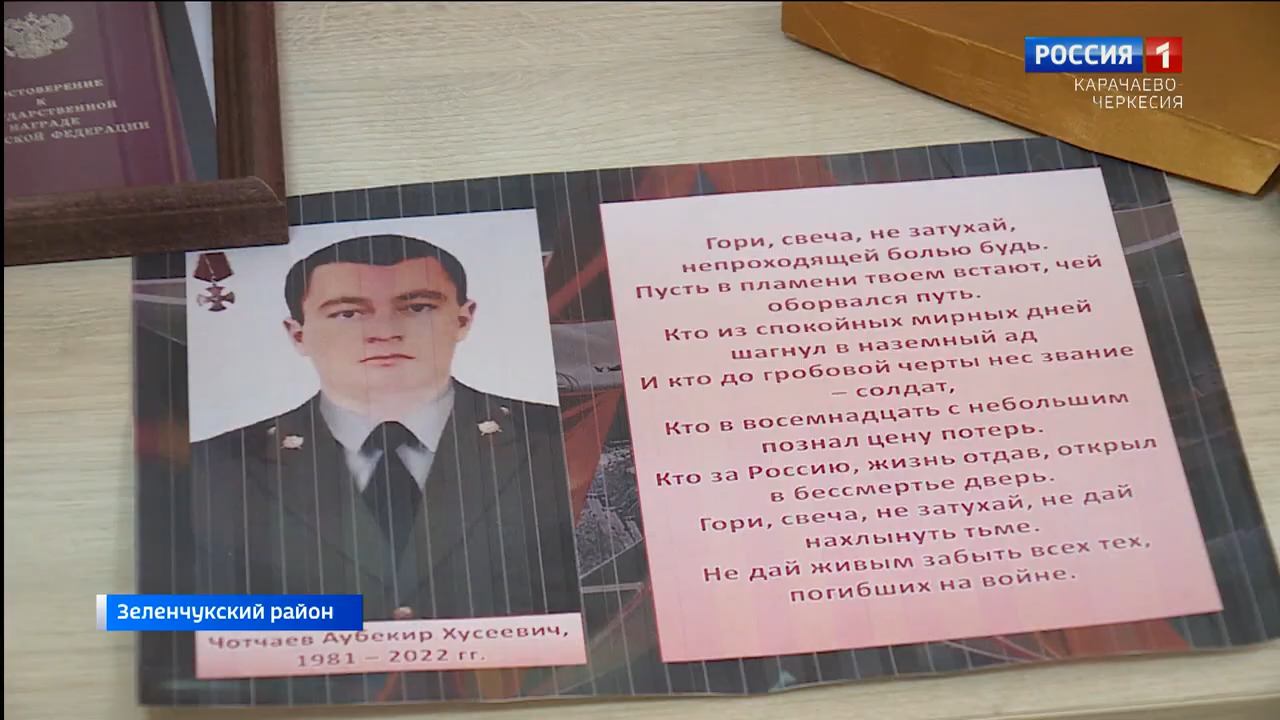 РОССИЯ 1
КАРАЧАЕВО-
ЧЕРКЕСИЯ
НАГРАДЕ
Гори, свеча, не затухай,
непроходящей болью будь.
Пусть в пламени твоем встают, чей
оборвался путь.
Кто из спокойных мирных дней
шагнул в наземный ад
И кто до гробовой черты нес звание
– солдат,
Кто в восемнадцать с небольшим
познал цену потерь.
Кто за Россию, жизнь отдав, открыл
в бессмертье дверь.
Гори, свеча, не затухай, не дай
нахлынуть тьме.
Не дай живым забыть всех тех,
погибших на войне.
Зеленчукский район
Чотчаев Аубекир Хусеевич,
1981 – 2022 гг.